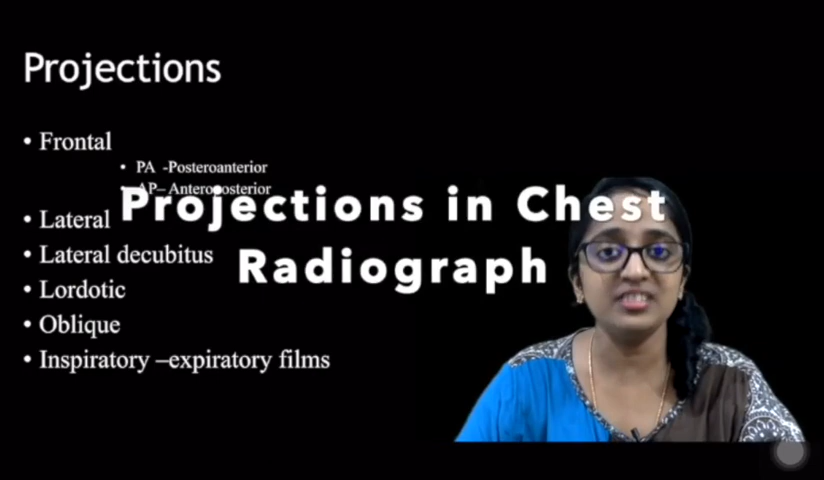 Projections
• Frontal
• PA -Posteroanterior
• AP– Anteroposterior
• Lateral
Projections in Chest
• Lateral decubitus
Radiograph
• Lordotic
• Oblique
• Inspiratory –expiratory films